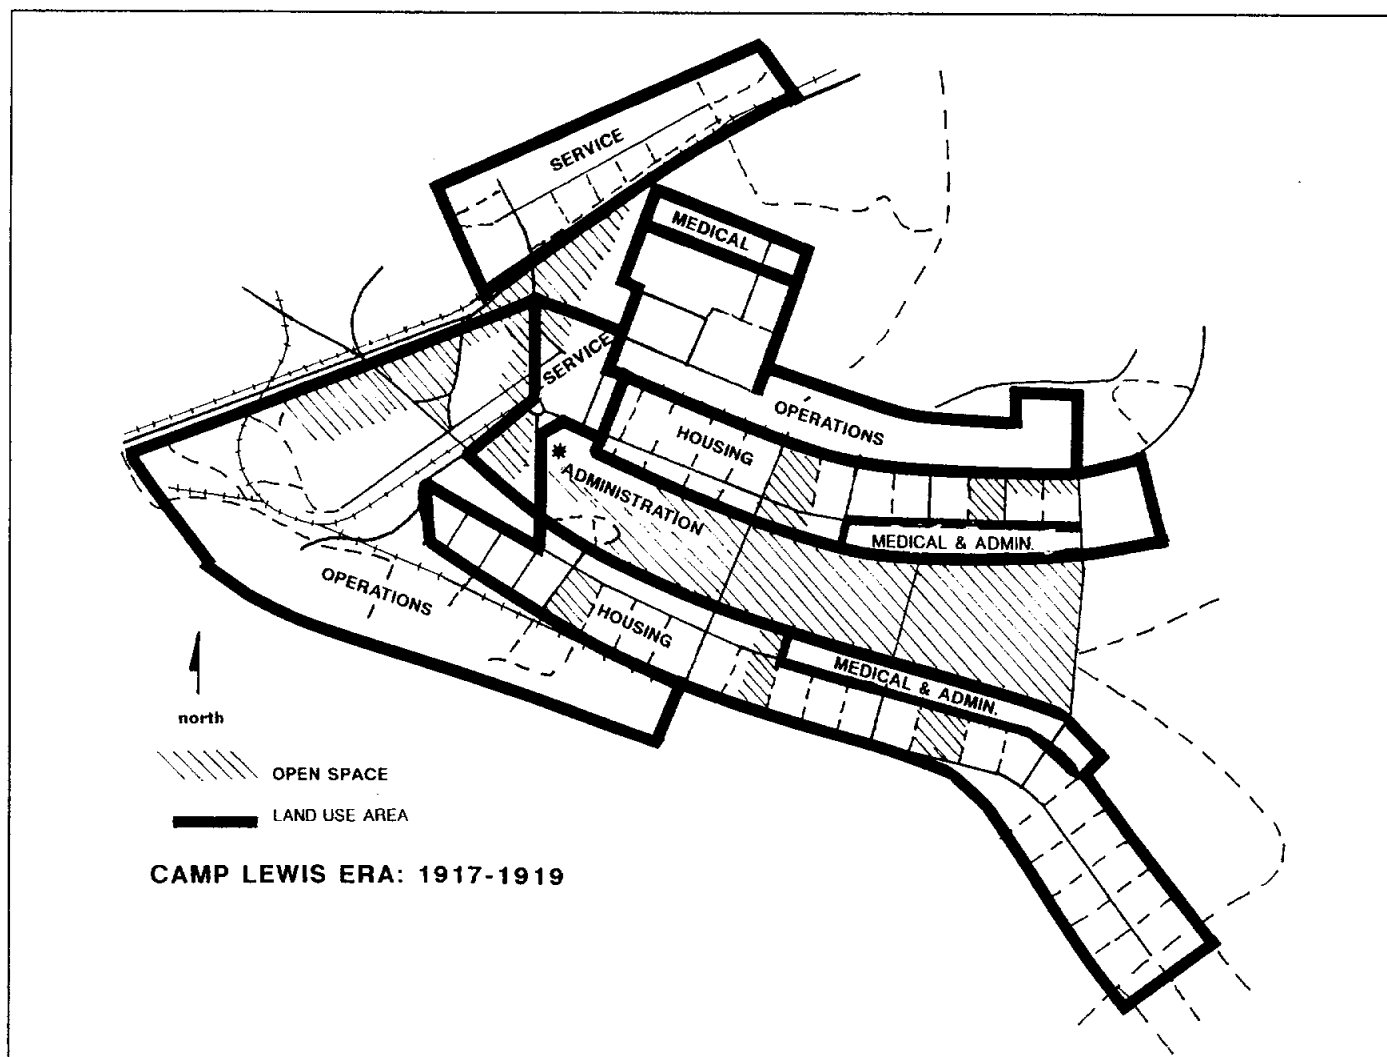 SERVICE
MEDICAL
SERVICE
OPERATIONS
HOUSING
ADMINISTRATION
MEDICAL & ADMIN.
OPERATIONS
HOUSING
MEDICAL & ADMIN.
north
OPEN SPACE
LAND USE AREA
CAMP LEWIS ERA: 1917-1919